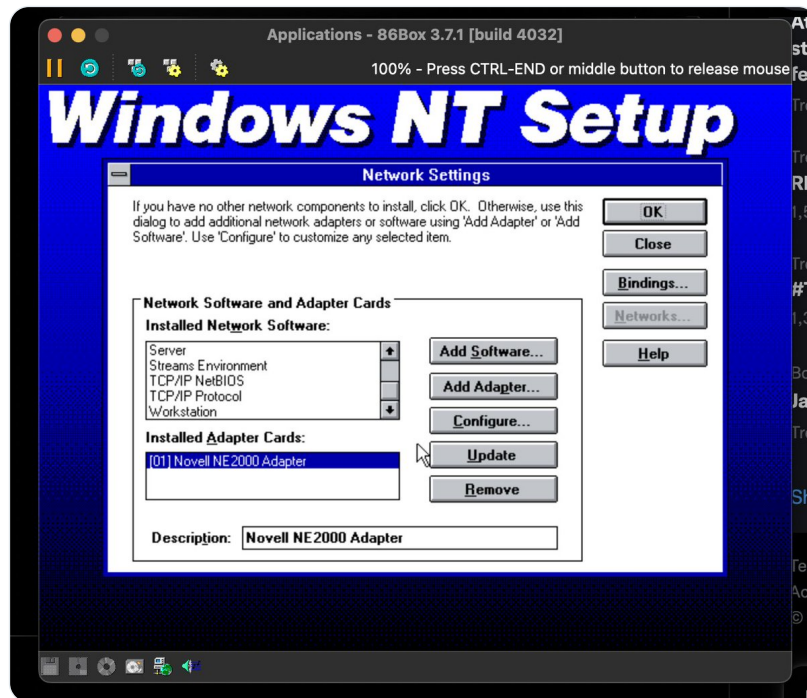 Applications - 86Box 3.7.1 [build 4032]
100% - Press CTRL-END or middle button to release mouse
Windows NT Setup
Network Settings
If you have no other network components to install, click OK. Otherwise, use this
dialog to add additional network adapters or software using 'Add Adapter' or 'Add
Software'. Use 'Configure' to customize any selected item.
OK
Close
Bindings...
Networks...
Help
Network Software and Adapter Cards
Installed Network Software:
Server
Streams Environment
TCP/IP NetBIOS
TCP/IP Protocol
Workstation
Add Software...
Add Adapter...
Configure...
Update
Remove
Installed Adapter Cards:
[01] Novell NE2000 Adapter
Description: Novell NE2000 Adapter